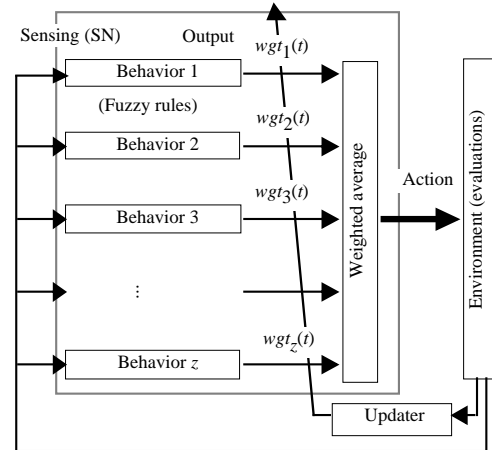 Sensing (SN)
Output
wgt1(t)
Behavior 1
(Fuzzy rules)
wgt2(t)
Behavior 2
wgt3(t)
Behavior 3
...
wgtz(t)
Behavior z
Weighted average
Action
Environment (evaluations)
Updater